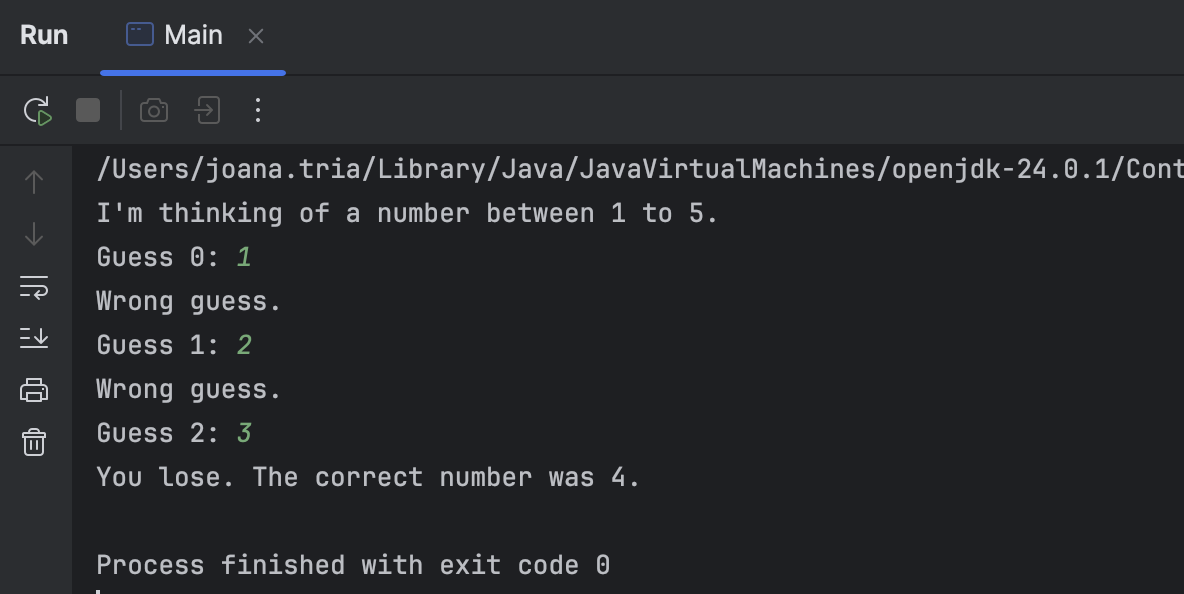 Run Main
/Users/joana.tria/Library/Java/JavaVirtualMachines/openjdk-24.0.1/Cont
I'm thinking of a number between 1 to 5.
Guess 0: 1
Wrong guess.
Guess 1: 2
Wrong guess.
Guess 2: 3
You lose. The correct number was 4.
Process finished with exit code 0